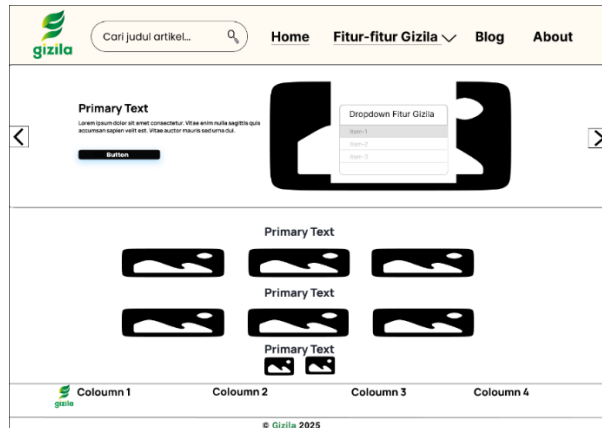 gizila
Cari judul artikel...
Home
Fitur-fitur Gizila
Blog
About
Primary Text
Lorem ipsum dolor sit amet consectetur. Vitae enim nulla sagittis quis
accumsan sapien velit est. Vitae auctor mauris sed urna dui.
Button
Dropdown Fitur Gizila
Item-1
Item-2
Item-3
Primary Text
Primary Text
Primary Text
gizila
Coloumn 1
Coloumn 2
Coloumn 3
Coloumn 4
© Gizila 2025